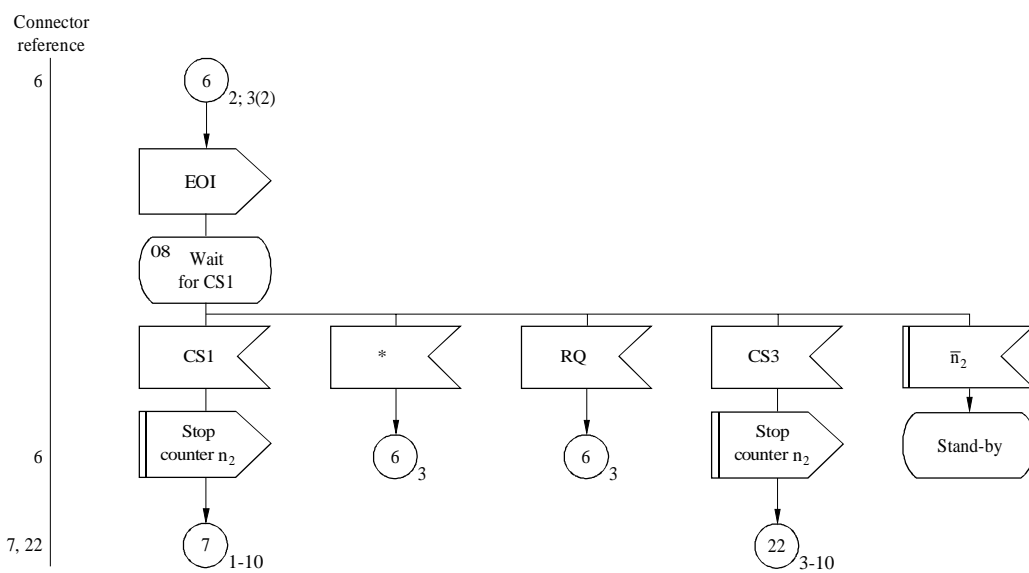 Connector
reference
6
6
2; 3(2)
EOI
08
Wait
for CS1
CS1
*
RQ
CS3
n̅₂
Stop
counter n₂
Stop
counter n₂
Stand-by
6
6
3
6
3
7, 22
7
1-10
22
3-10